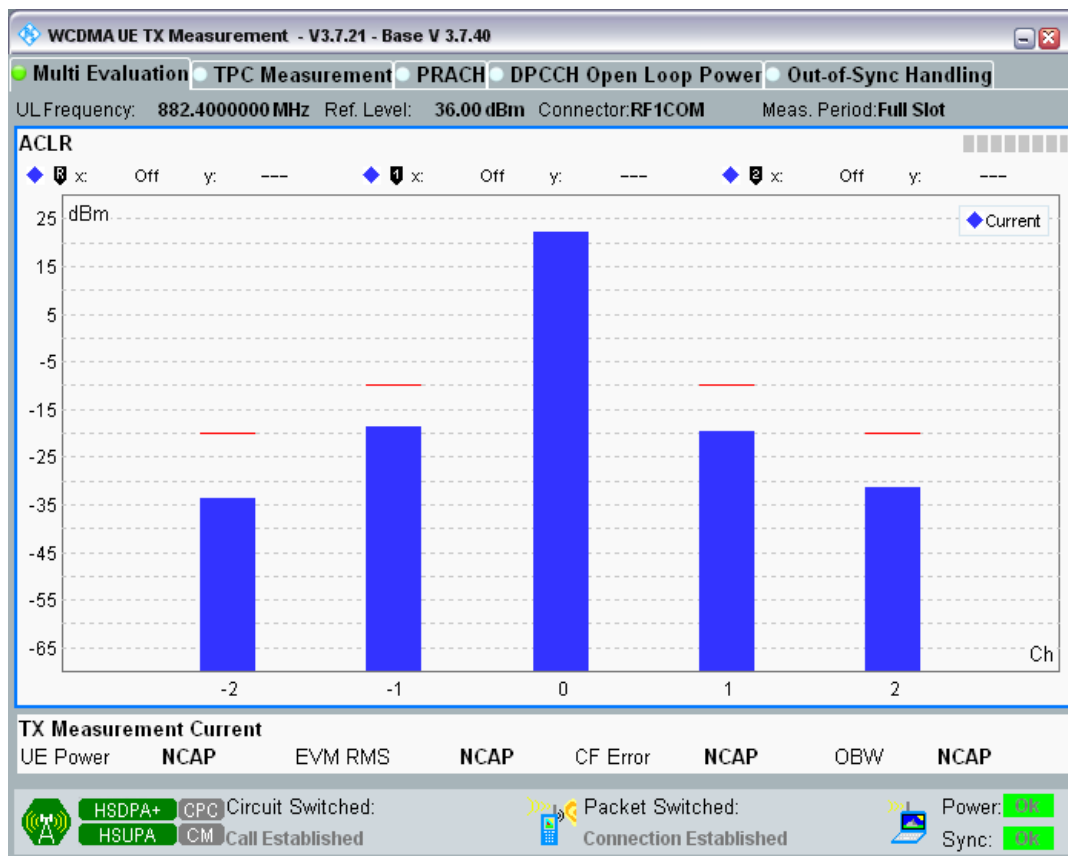 WCDMA UE TX Measurement - V3.7.21 - Base V 3.7.40
Multi Evaluation TPC Measurement PRACH DPCCH Open Loop Power Out-of-Sync Handling
UL Frequency: 882.4000000 MHz Ref. Level: 36.00 dBm Connector:RF1COM Meas. Period:Full Slot
ACLR
R x: Off y: --- 1 x: Off y: --- 2 x: Off y: ---
dBm
Current
25
15
5
-5
-15
-25
-35
-45
-55
-65
Ch
-2 -1 0 1 2
TX Measurement Current
UE Power NCAP EVM RMS NCAP CF Error NCAP OBW NCAP
HSDPA+ CPC Circuit Switched: Packet Switched: Power: OK
HSUPA CM Call Established Connection Established Sync: OK